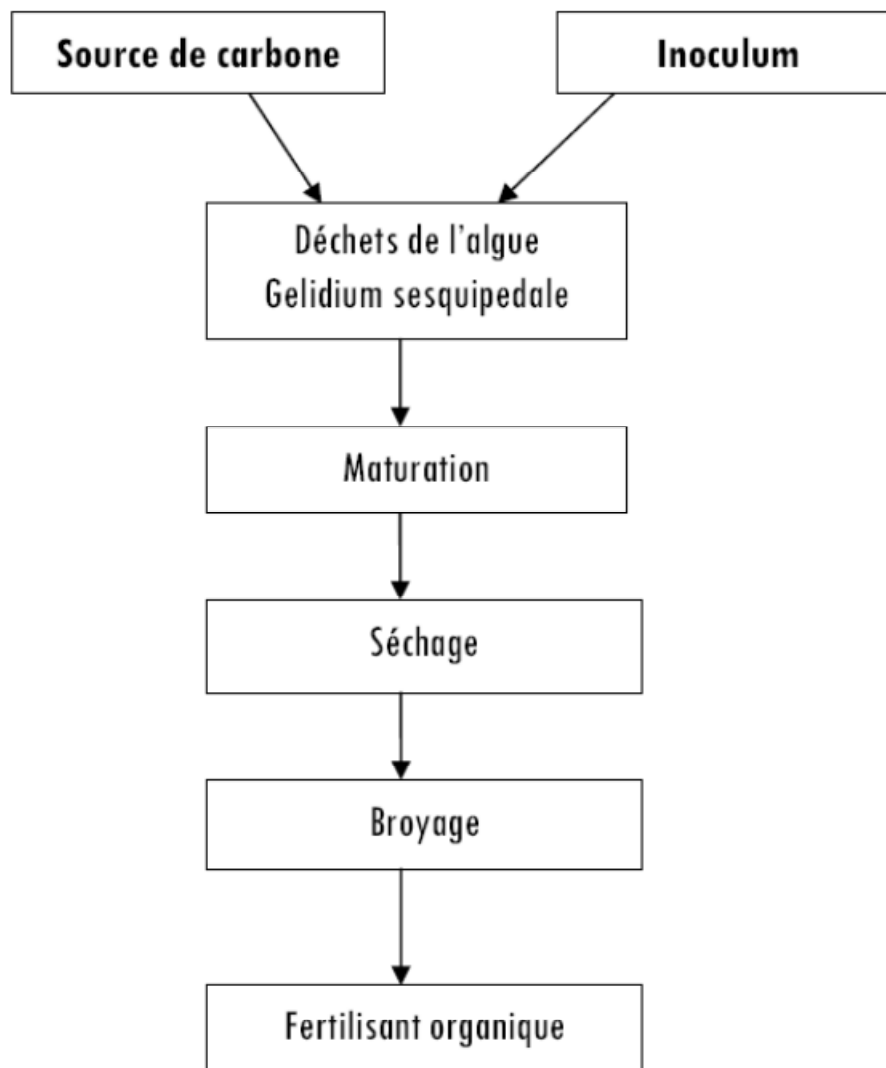 Source de carbone
Inoculum
Déchets de l'algue
Gelidium sesquipedale
Maturation
Séchage
Broyage
Fertilisant organique